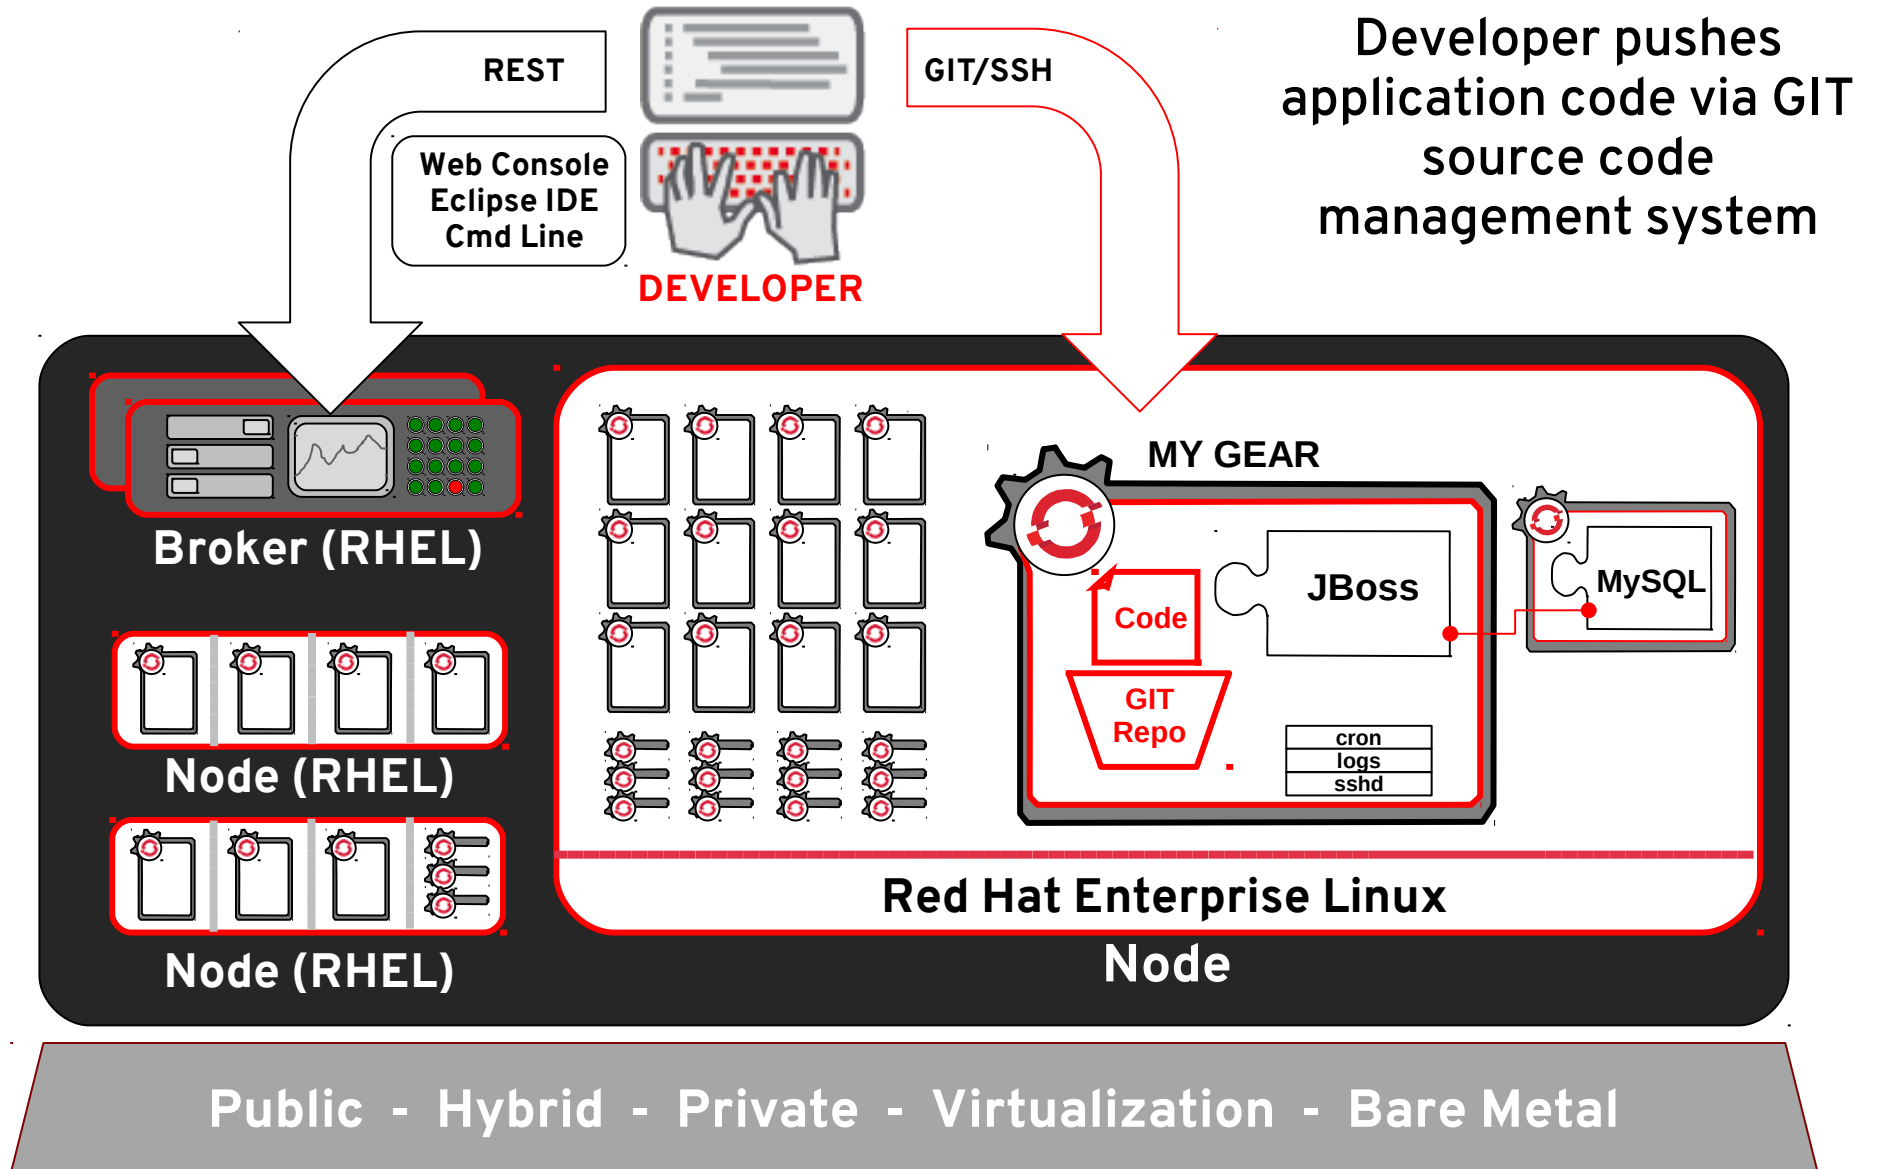 REST
GIT/SSH
Developer pushes
application code via GIT
source code
management system
Web Console
Eclipse IDE
Cmd Line
DEVELOPER
Broker (RHEL)
Node (RHEL)
Node (RHEL)
MY GEAR
JBoss
MySQL
Code
GIT
Repo
cron
logs
sshd
Red Hat Enterprise Linux
Node
Public - Hybrid - Private - Virtualization - Bare Metal